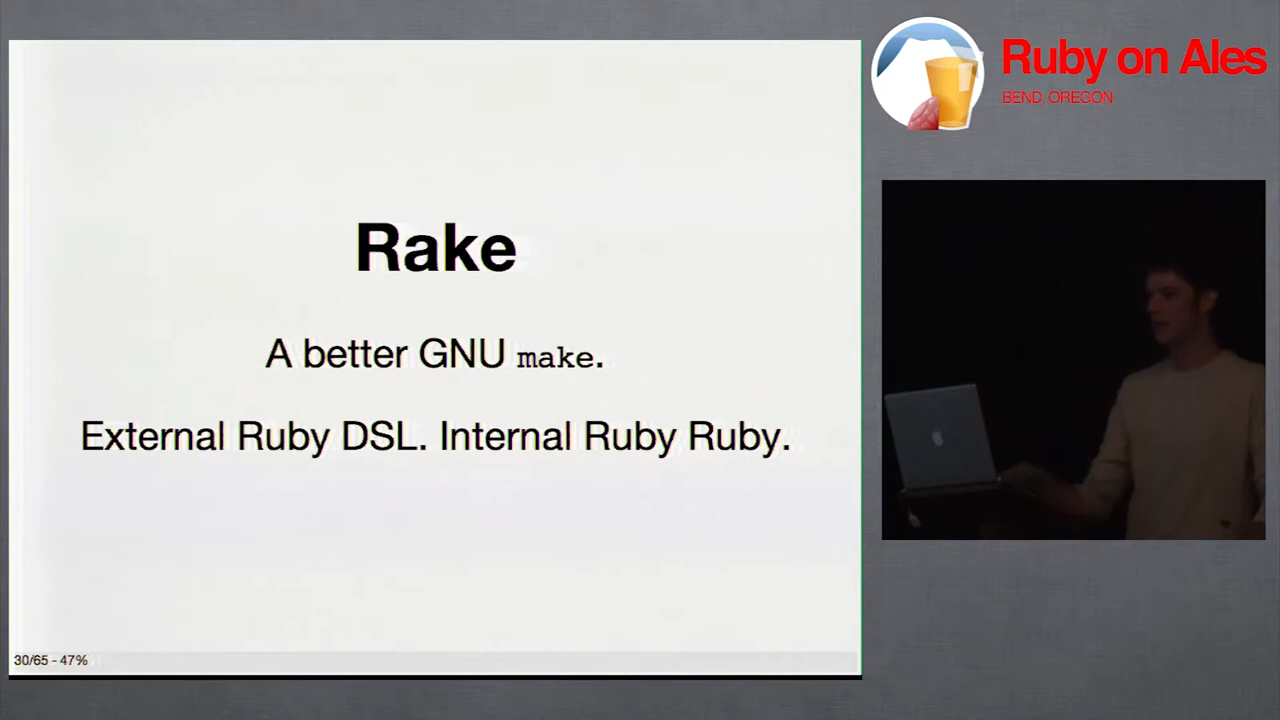 Rake
A better GNU make.
External Ruby DSL. Internal Ruby Ruby.
30/65 - 47%
Ruby on Ales
BEND OREGON